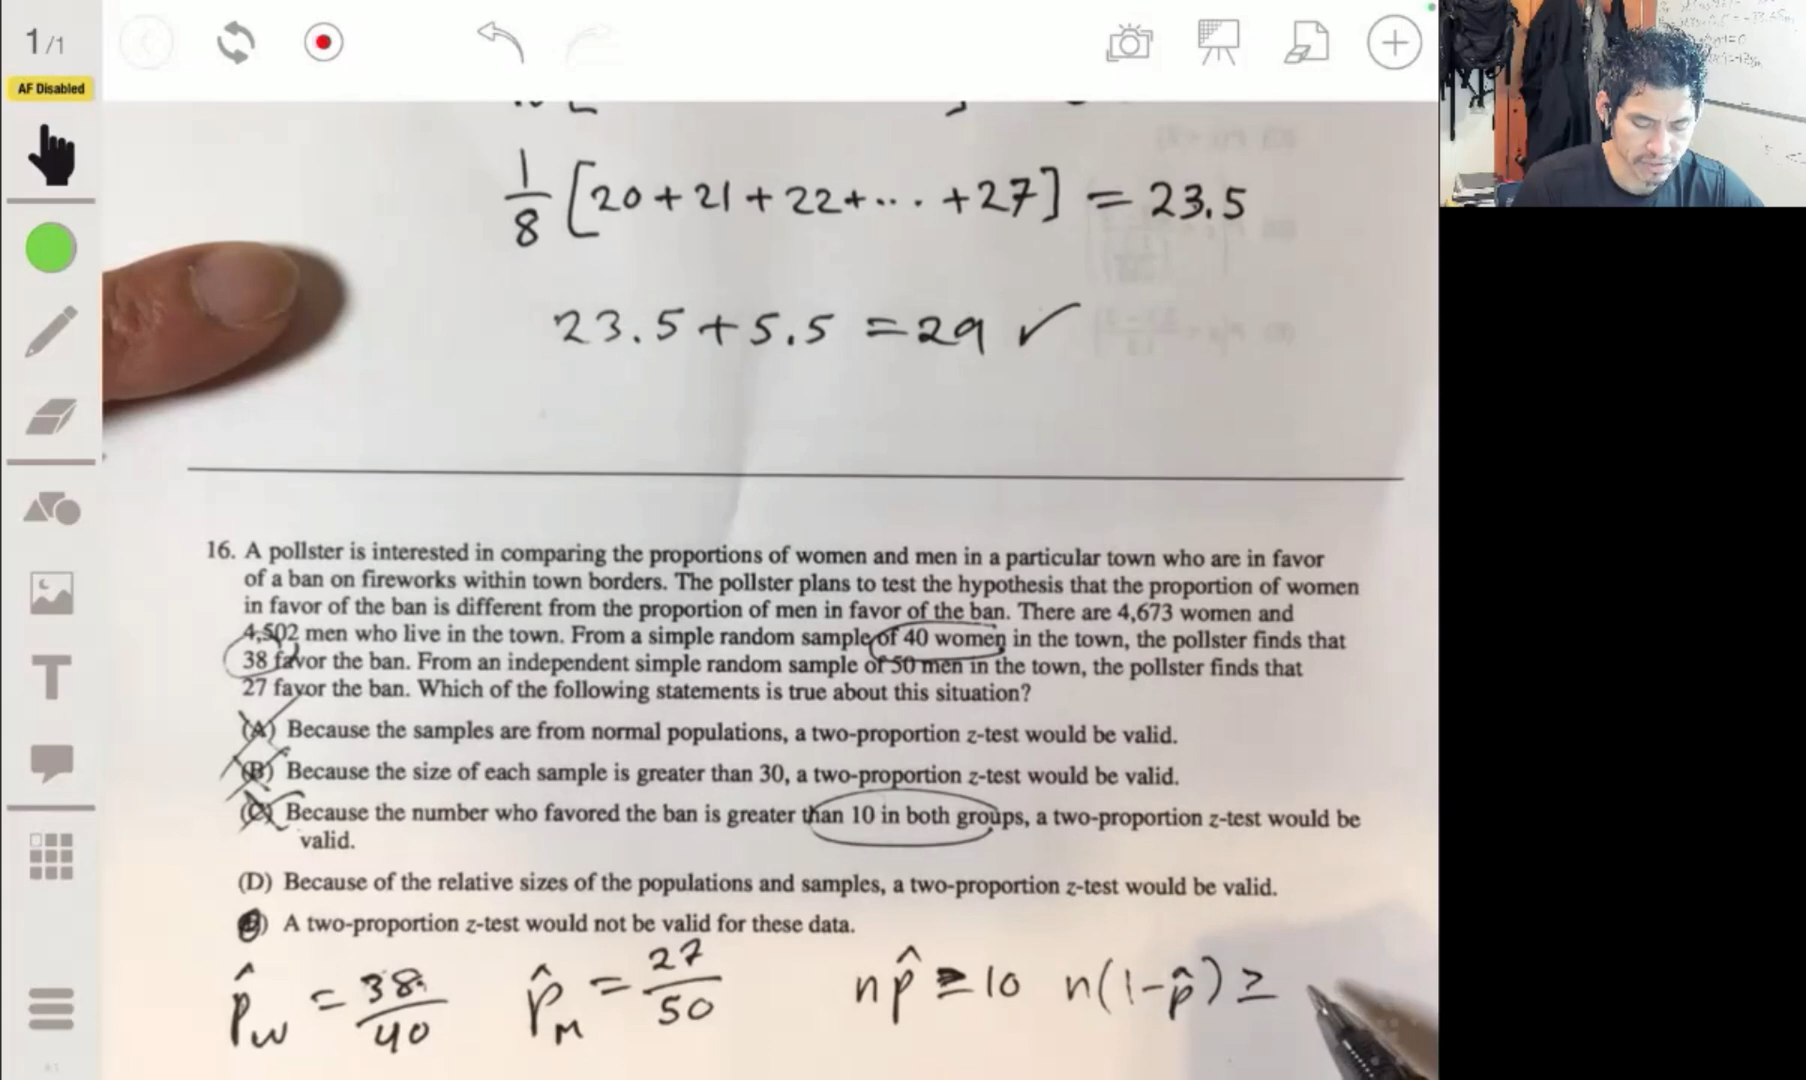 1/1
AF Disabled
1/8 [20 + 21 + 22 + ... + 27] = 23.5
23.5 + 5.5 = 29 ✓
16. A pollster is interested in comparing the proportions of women and men in a particular town who are in favor
of a ban on fireworks within town borders. The pollster plans to test the hypothesis that the proportion of women
in favor of the ban is different from the proportion of men in favor of the ban. There are 4,673 women and
4,502 men who live in the town. From a simple random sample of 40 women in the town, the pollster finds that
38 favor the ban. From an independent simple random sample of 50 men in the town, the pollster finds that
27 favor the ban. Which of the following statements is true about this situation?
(A) Because the samples are from normal populations, a two-proportion z-test would be valid.
(B) Because the size of each sample is greater than 30, a two-proportion z-test would be valid.
(C) Because the number who favored the ban is greater than 10 in both groups, a two-proportion z-test would be
valid.
(D) Because of the relative sizes of the populations and samples, a two-proportion z-test would be valid.
A two-proportion z-test would not be valid for these data.
p̂w = 38/40 p̂M = 27/50 np̂ ≥ 10 n(1-p̂) ≥
T